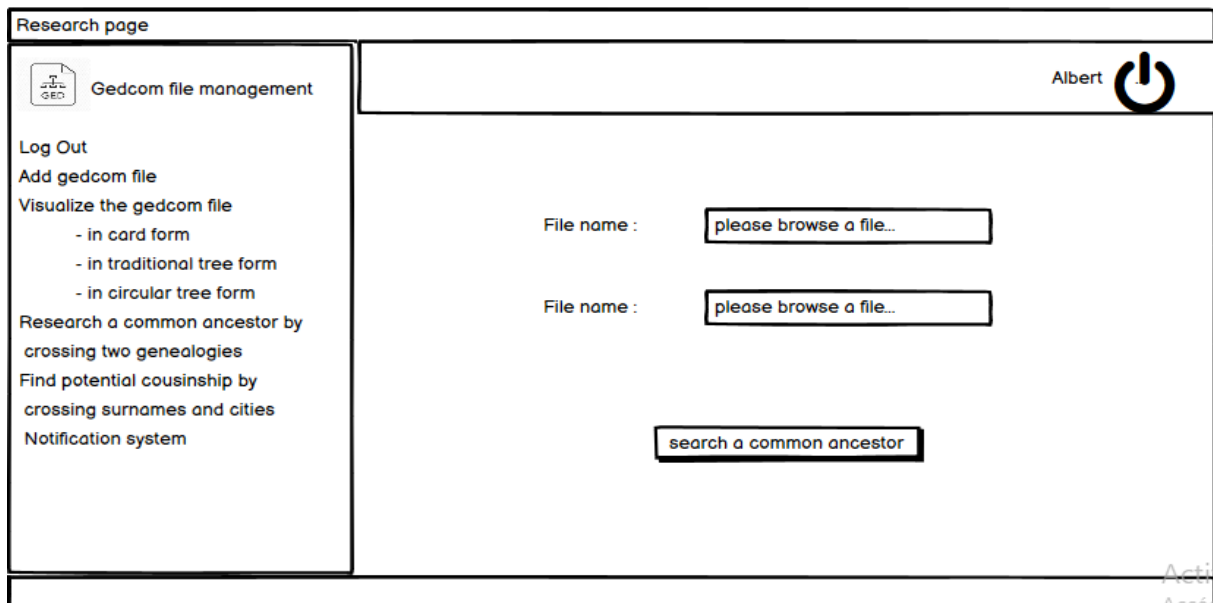 Research page
GED
Gedcom file management
Albert
Log Out
Add gedcom file
Visualize the gedcom file
- in card form
- in traditional tree form
- in circular tree form
Research a common ancestor by
crossing two genealogies
Find potential cousinship by
crossing surnames and cities
Notification system
File name :
please browse a file...
File name :
please browse a file...
search a common ancestor